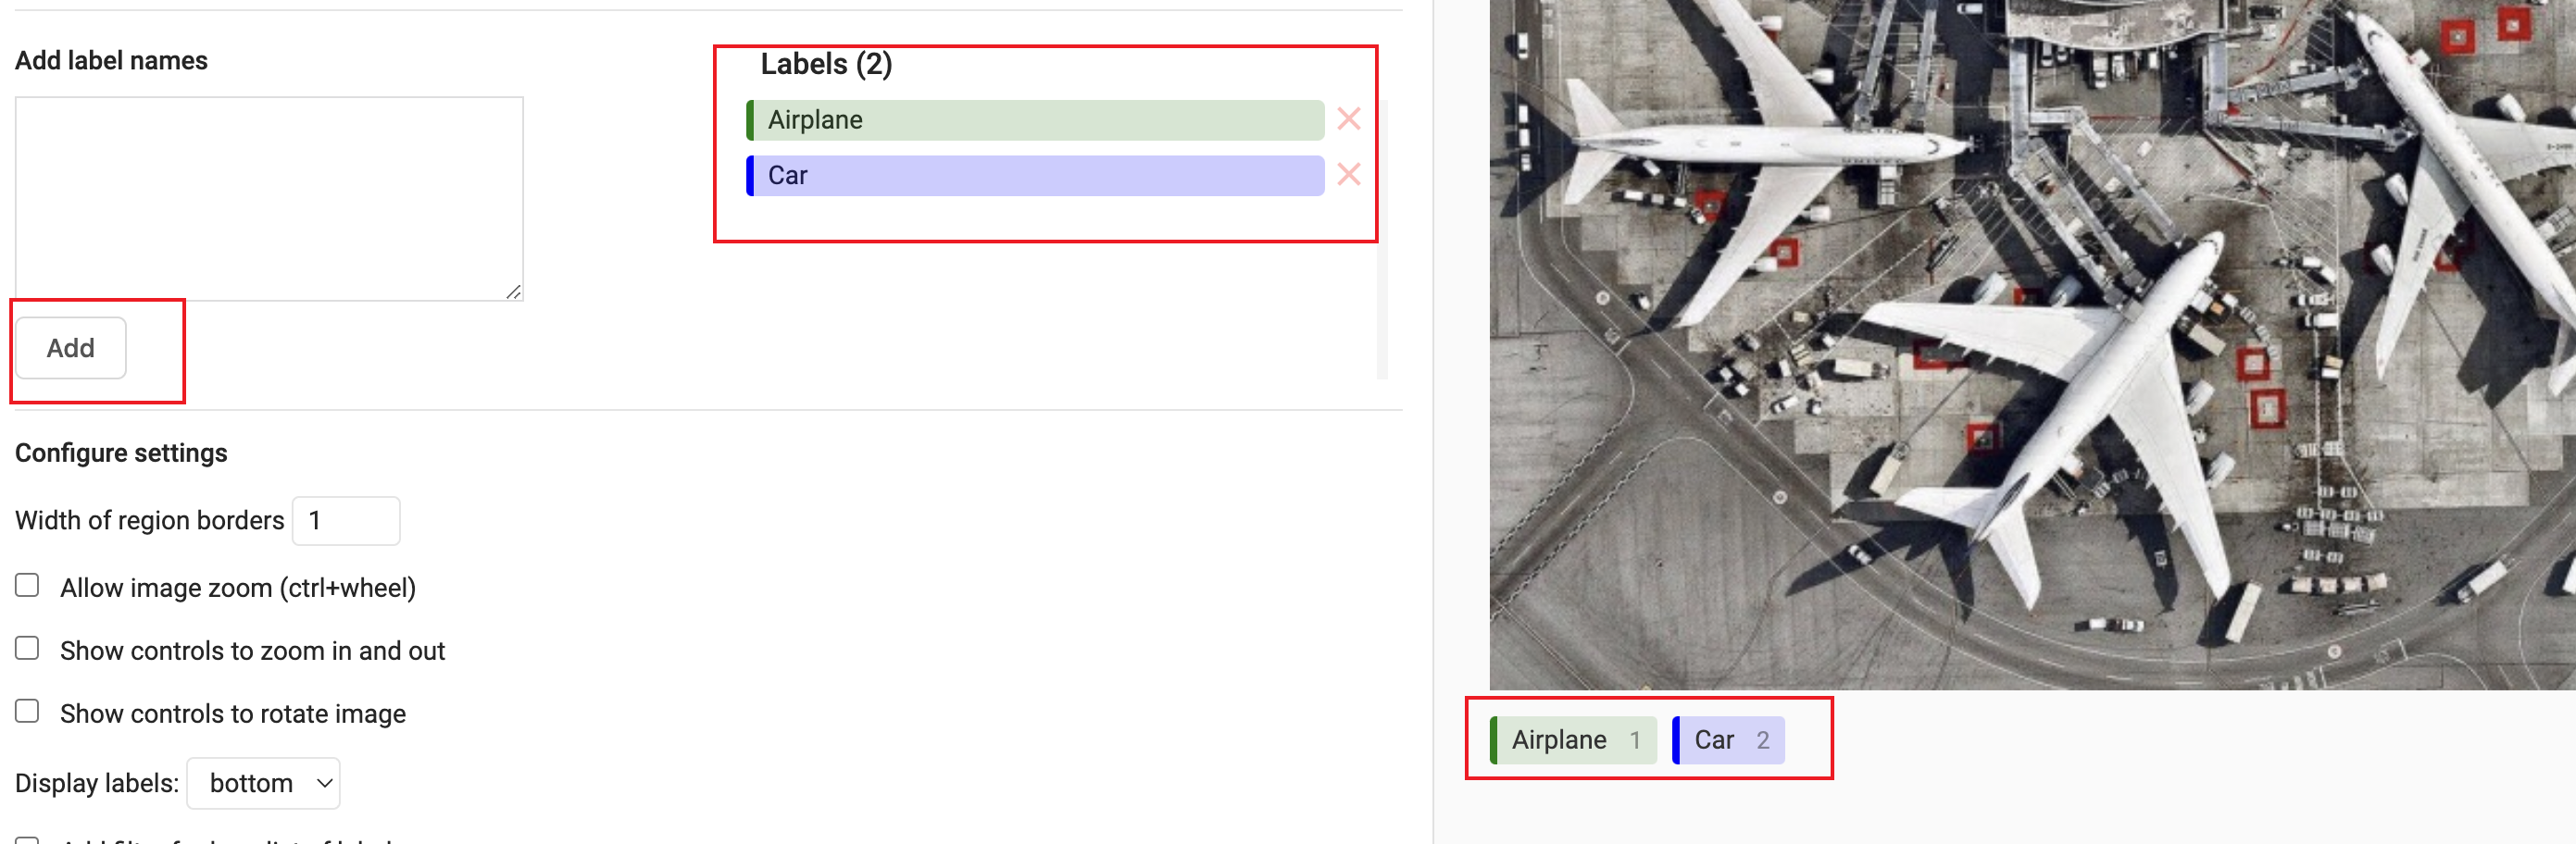 Add label names
Labels (2)
Airplane
Car
Add
Configure settings
Width of region borders 1
Allow image zoom (ctrl+wheel)
Show controls to zoom in and out
Show controls to rotate image
Display labels: bottom
UNITED
Airplane 1 Car 2